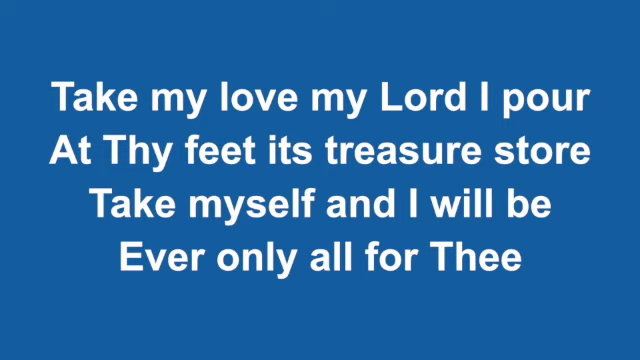 Take my love my Lord I pour
At Thy feet its treasure store
Take myself and I will be
Ever only all for Thee